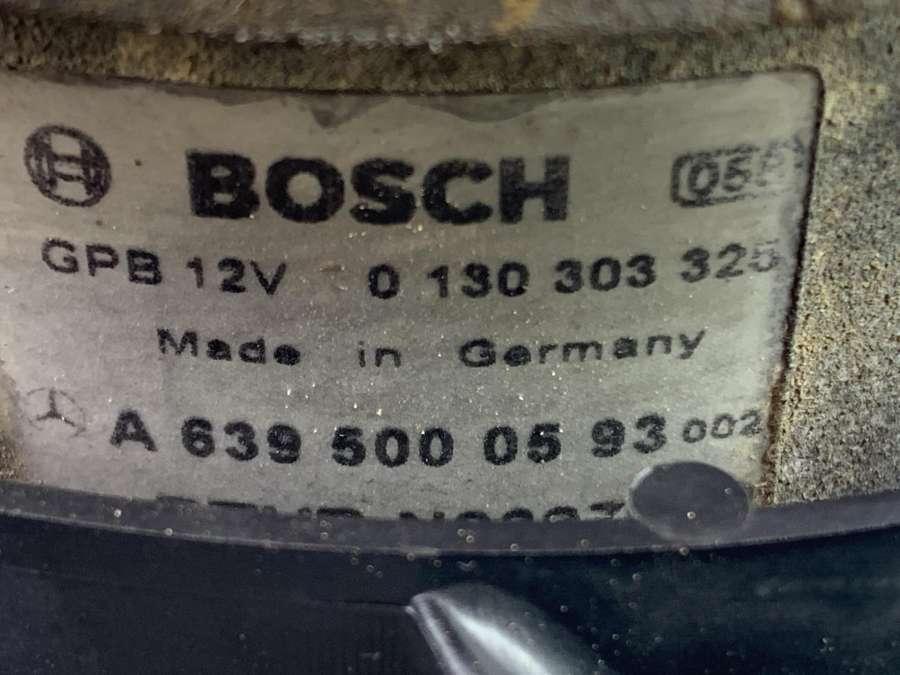 BOSCH
GPB 12V 0 130 303 325
Made in Germany
A 639 500 05 93 002